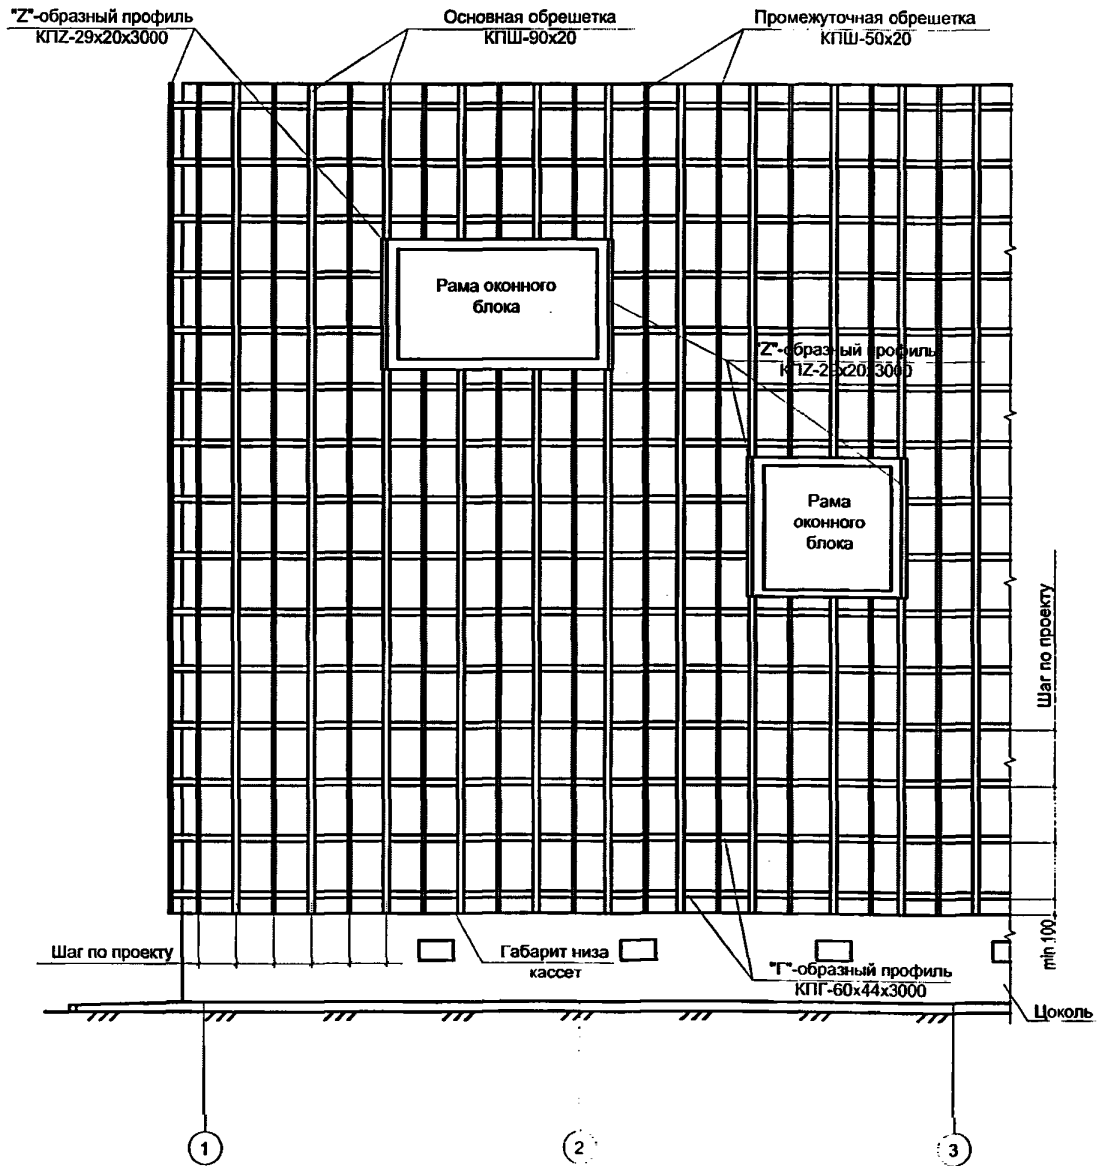 "Z"-образный профиль
КПZ-29х20х3000
Основная обрешетка
КПШ-90х20
Промежуточная обрешетка
КПШ-50х20
Рама оконного
блока
"Z"-образный профиль
КПZ-29х20х3000
Рама
оконного
блока
Шаг по проекту
Шаг по проекту
Габарит низа
кассет
min 100
"Г"-образный профиль
КПГ-60х44х3000
Цоколь
1
2
3